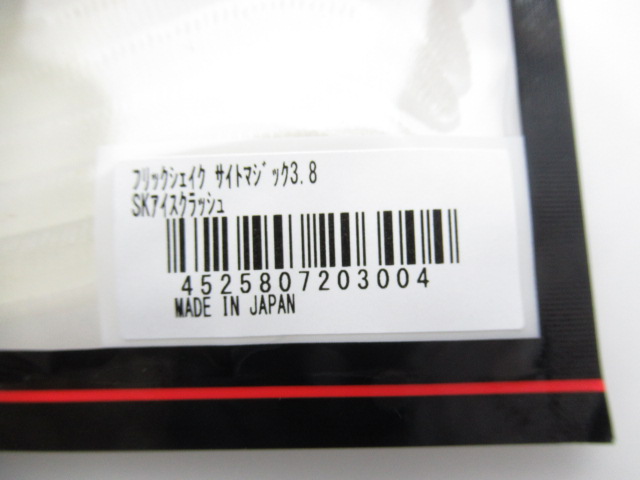 フリックシェイク サイトマジック3.8
SKアイスクラッシュ
4525807203004
MADE IN JAPAN